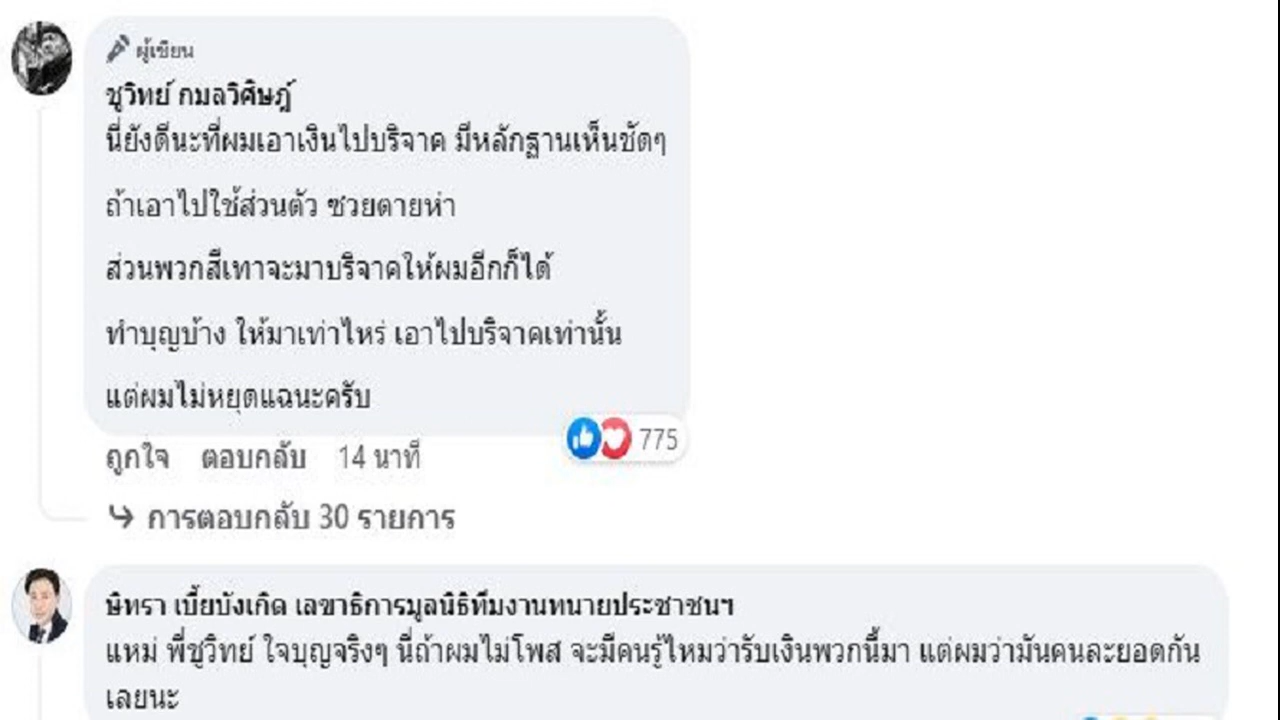 ผู้เขียน
ชูวิทย์ กมลวิศิษฎ์
นี่ยังดีนะที่ผมเอาเงินไปบริจาค มีหลักฐานเห็นชัดๆ
ถ้าเอาไปใช้ส่วนตัว ซวยตายห่า
ส่วนพวกสีเทาจะมาบริจาคให้ผมอีกก็ได้
ทำบุญบ้าง ให้มาเท่าไหร่ เอาไปบริจาคเท่านั้น
แต่ผมไม่หยุดแฉนะครับ
775
ถูกใจ ตอบกลับ 14 นาที
การตอบกลับ 30 รายการ
ษิทรา เบี้ยบังเกิด เลขาธิการมูลนิธิทีมงานทนายประชาชนฯ
แหม่ พี่ชูวิทย์ ใจบุญจริงๆ นี่ถ้าผมไม่โพส จะมีคนรู้ไหมว่ารับเงินพวกนี้มา แต่ผมว่ามันคนละยอดกัน
เลยนะ